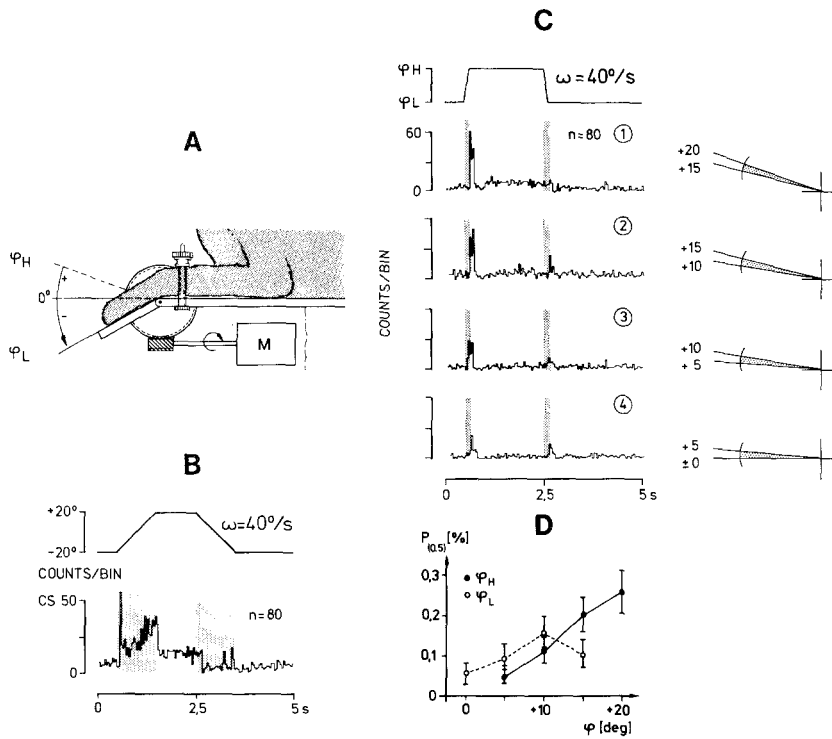 A
φH
+
0°
−
φL
M
B
+20°
-20°
ω=40°/s
COUNTS/BIN
CS 50
0
n=80
0 2,5 5 s
C
φH
φL
ω=40°/s
COUNTS/BIN
60
0
n=80 1
+20
+15
2
+15
+10
3
+10
+5
4
+5
±0
0 2,5 5 s
D
P(0.5) [%]
0,3
0,2
0,1
0
φH
φL
0 +10 +20
φ [deg]